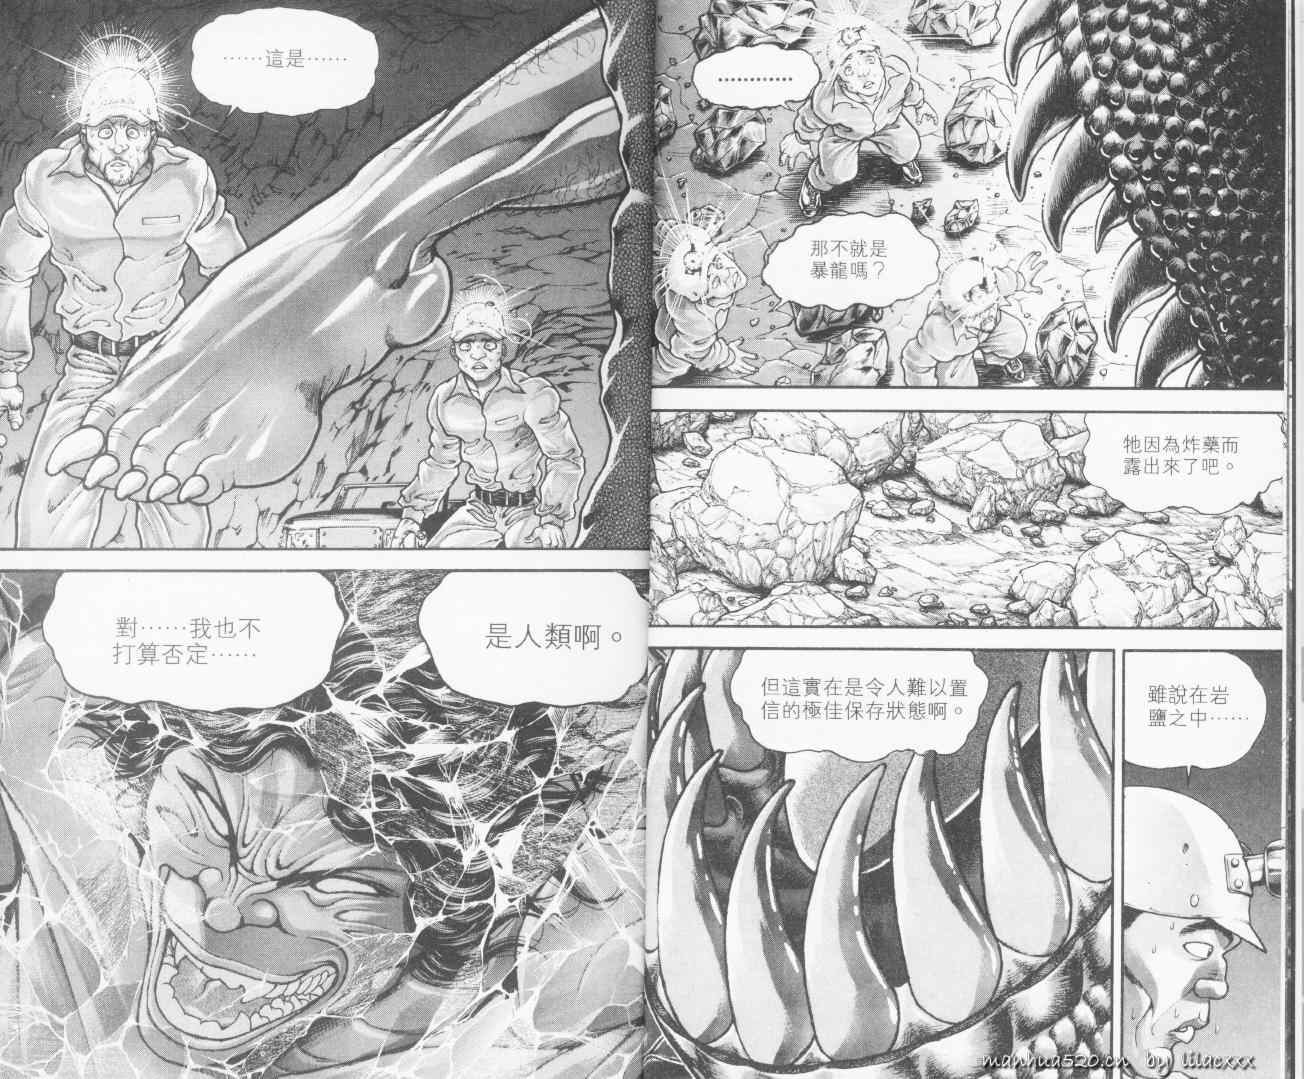 …………
那不就是
暴龍嗎？
牠因為炸藥而
露出來了吧。
雖說在岩
鹽之中……
但這實在是令人難以置
信的極佳保存狀態啊。
……這是……
是人類啊。
對……我也不
打算否定……
manhua520.cn by lilacxxx